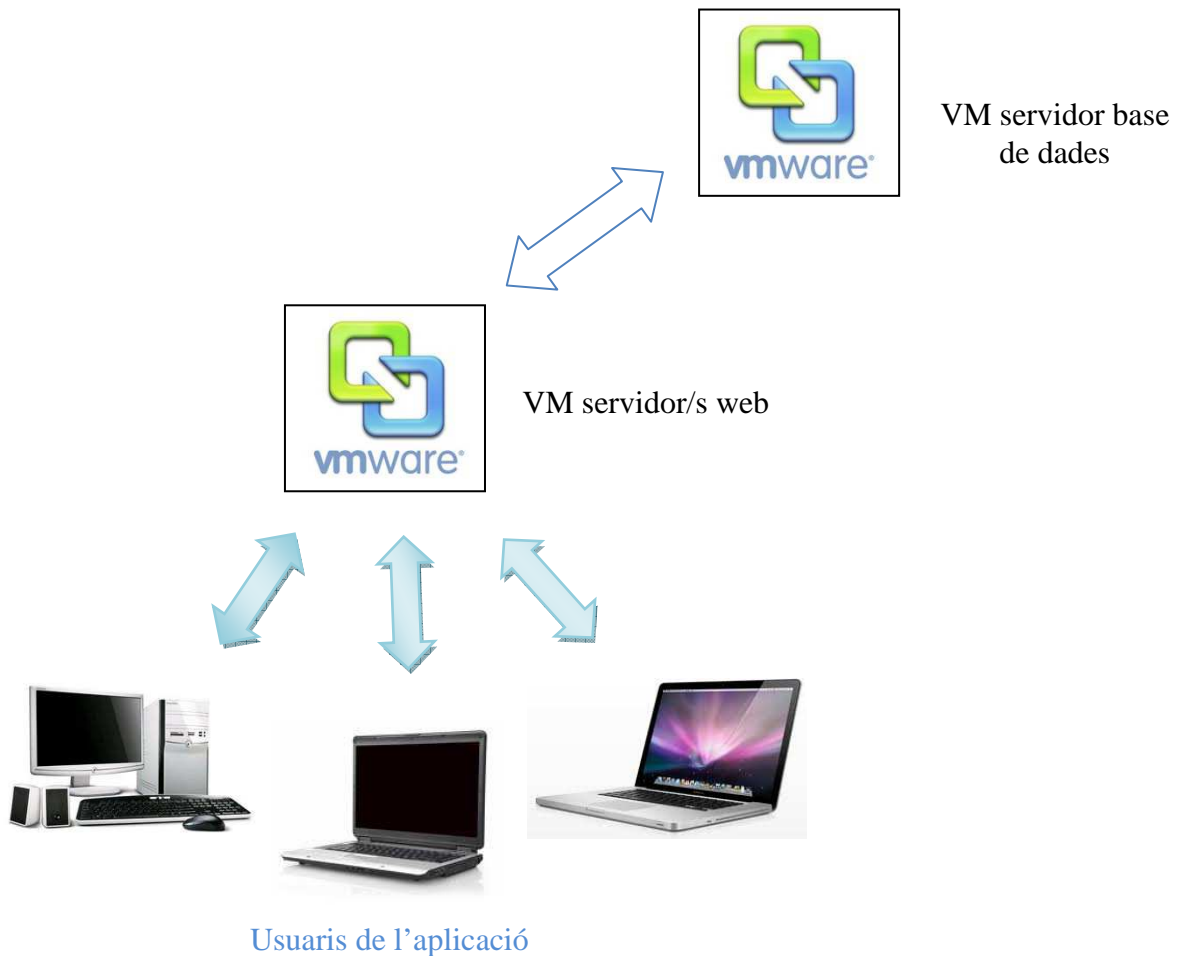 vmware®
VM servidor base
de dades
vmware®
VM servidor/s web
Usuaris de l’aplicació